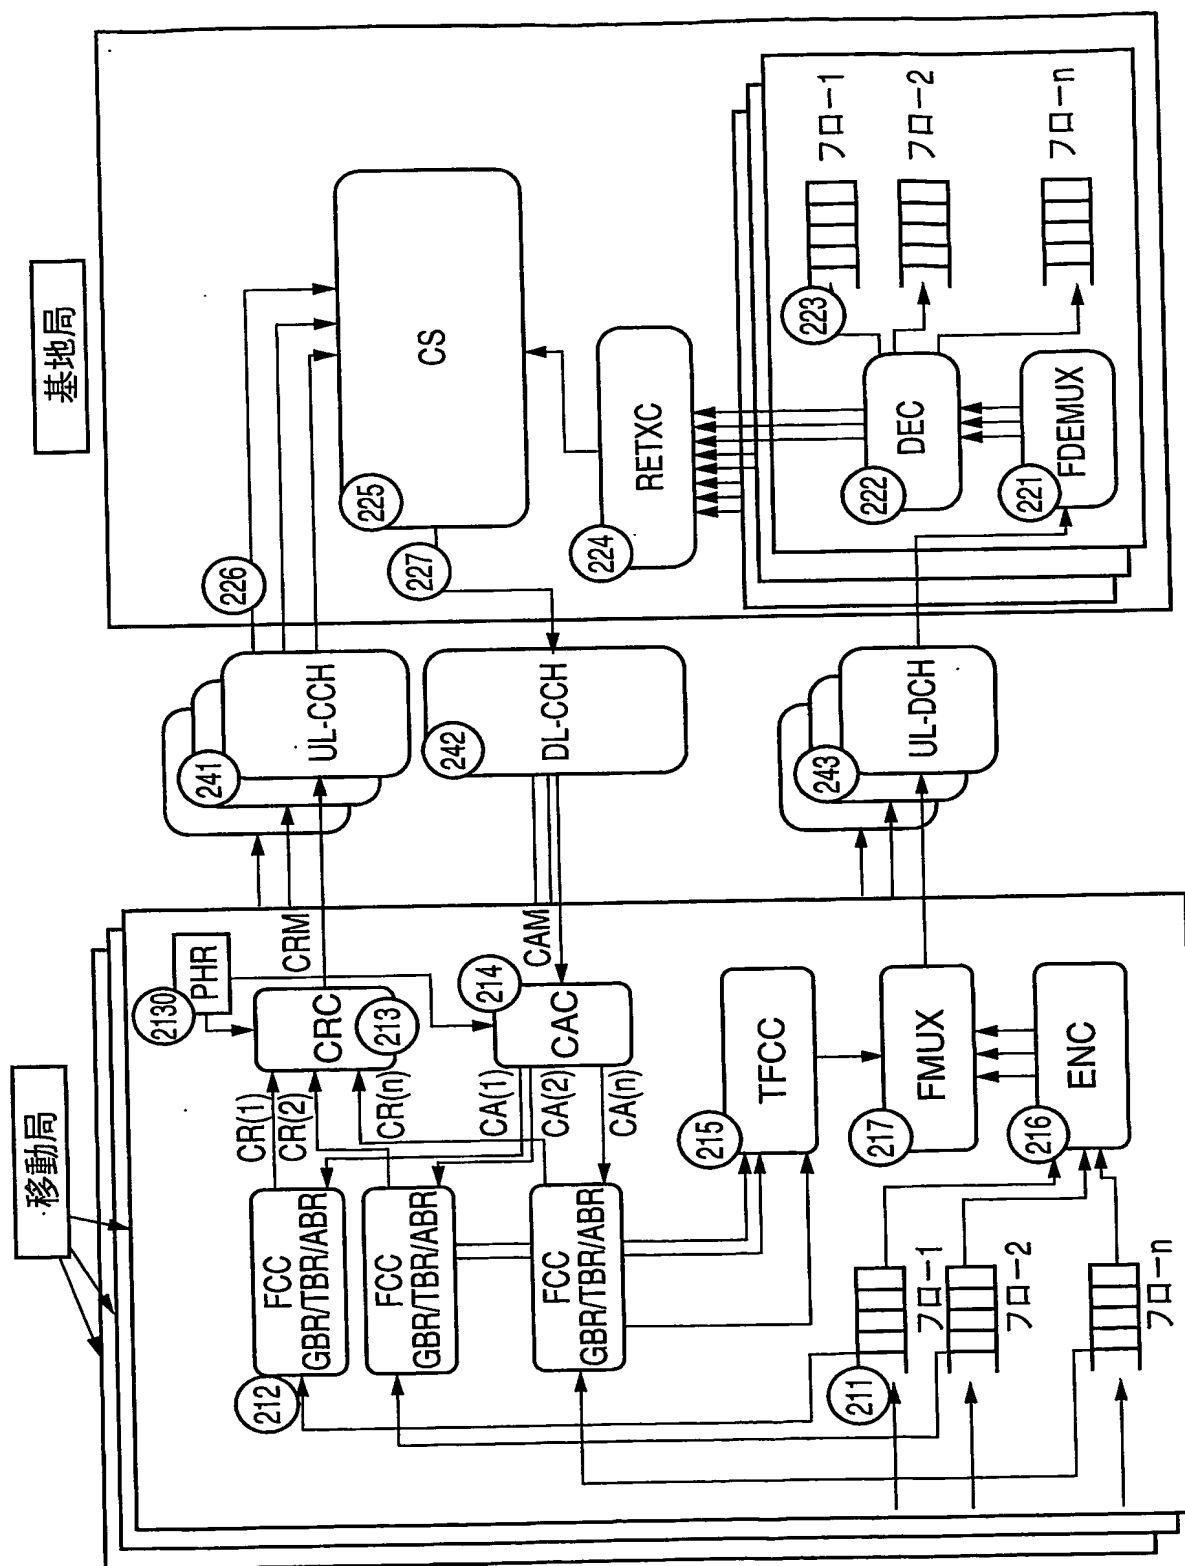 移動局
基地局
2130
PHR
CRC
213
CRM
CR(1)
CR(2)
CR(n)
FCC
GBR/TBR/ABR
212
FCC
GBR/TBR/ABR
FCC
GBR/TBR/ABR
214
CAC
CAM
CA(1)
CA(2)
CA(n)
215
TFCC
217
FMUX
216
ENC
211
フロー1
フロー2
フローn
241
UL-CCH
242
DL-CCH
243
UL-DCH
226
225
CS
227
224
RETXC
223
222
DEC
221
FDEMUX
フロー1
フロー2
フローn